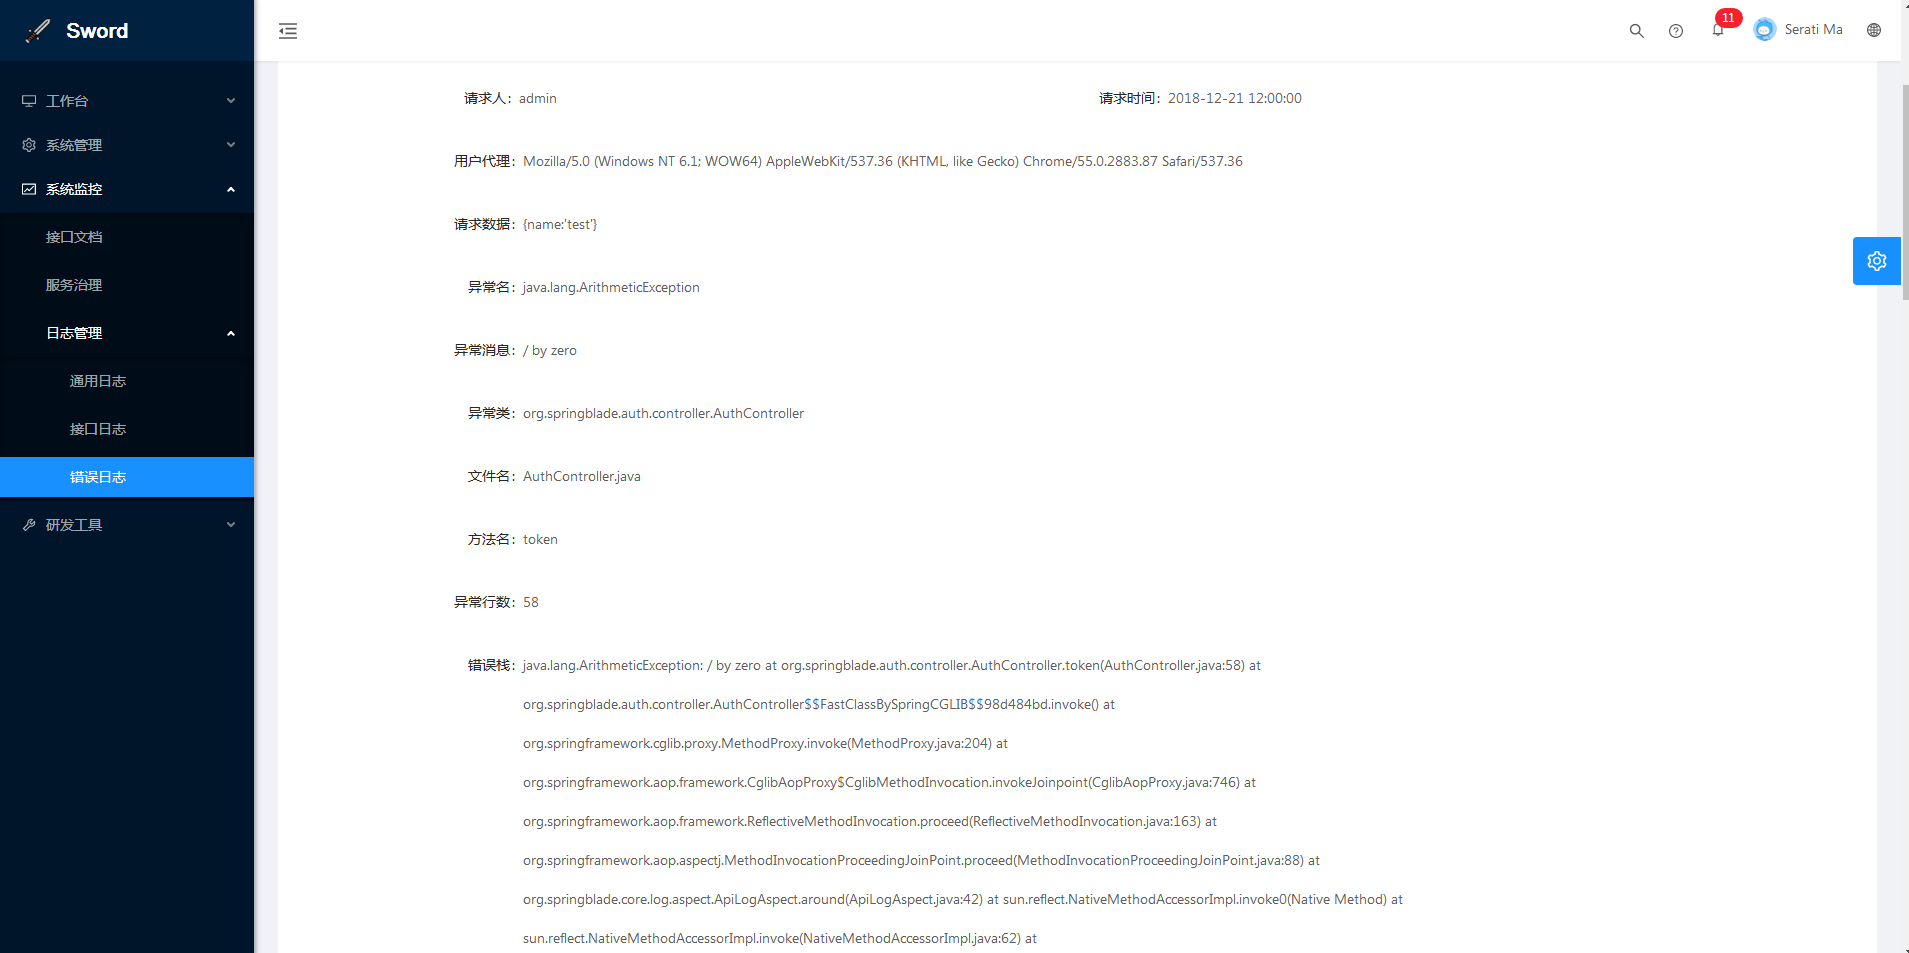 Sword
11
Serati Ma
工作台
系统管理
系统监控
接口文档
服务治理
日志管理
通用日志
接口日志
错误日志
研发工具
请求人：admin
请求时间：2018-12-21 12:00:00
用户代理：Mozilla/5.0 (Windows NT 6.1; WOW64) AppleWebKit/537.36 (KHTML, like Gecko) Chrome/55.0.2883.87 Safari/537.36
请求数据：{name:'test'}
异常名：java.lang.ArithmeticException
异常消息：/ by zero
异常类：org.springblade.auth.controller.AuthController
文件名：AuthController.java
方法名：token
异常行数：58
错误栈：java.lang.ArithmeticException: / by zero at org.springblade.auth.controller.AuthController.token(AuthController.java:58) at
org.springblade.auth.controller.AuthController$$FastClassBySpringCGLIB$$98d484bd.invoke() at
org.springframework.cglib.proxy.MethodProxy.invoke(MethodProxy.java:204) at
org.springframework.aop.framework.CglibAopProxy$CglibMethodInvocation.invokeJoinpoint(CglibAopProxy.java:746) at
org.springframework.aop.framework.ReflectiveMethodInvocation.proceed(ReflectiveMethodInvocation.java:163) at
org.springframework.aop.aspectj.MethodInvocationProceedingJoinPoint.proceed(MethodInvocationProceedingJoinPoint.java:88) at
org.springblade.core.log.aspect.ApiLogAspect.around(ApiLogAspect.java:42) at sun.reflect.NativeMethodAccessorImpl.invoke0(Native Method) at
sun.reflect.NativeMethodAccessorImpl.invoke(NativeMethodAccessorImpl.java:62) at